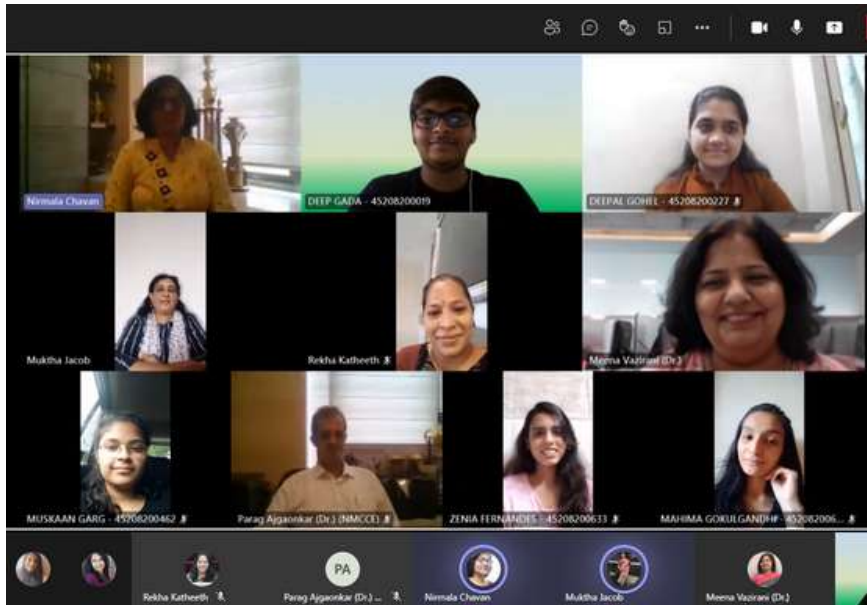 Nirmala Chavan
DEEP GADA - 45208200019
DEEPAL GOHEL - 45208200227
Muktha Jacob
Rekha Katheeth
Meena Vazirani (Dr.)
MUSKAAN GARG - 45208200462
Parag Ajgaonkar (Dr.) (NMCCE)
ZENIA FERNANDES - 45208200633
MAHIMA GOKULGANDHI - 452082006...
PA
Rekha Katheeth
Parag Ajgaonkar (Dr.) ...
Nirmala Chavan
Muktha Jacob
Meena Vazirani (Dr.)